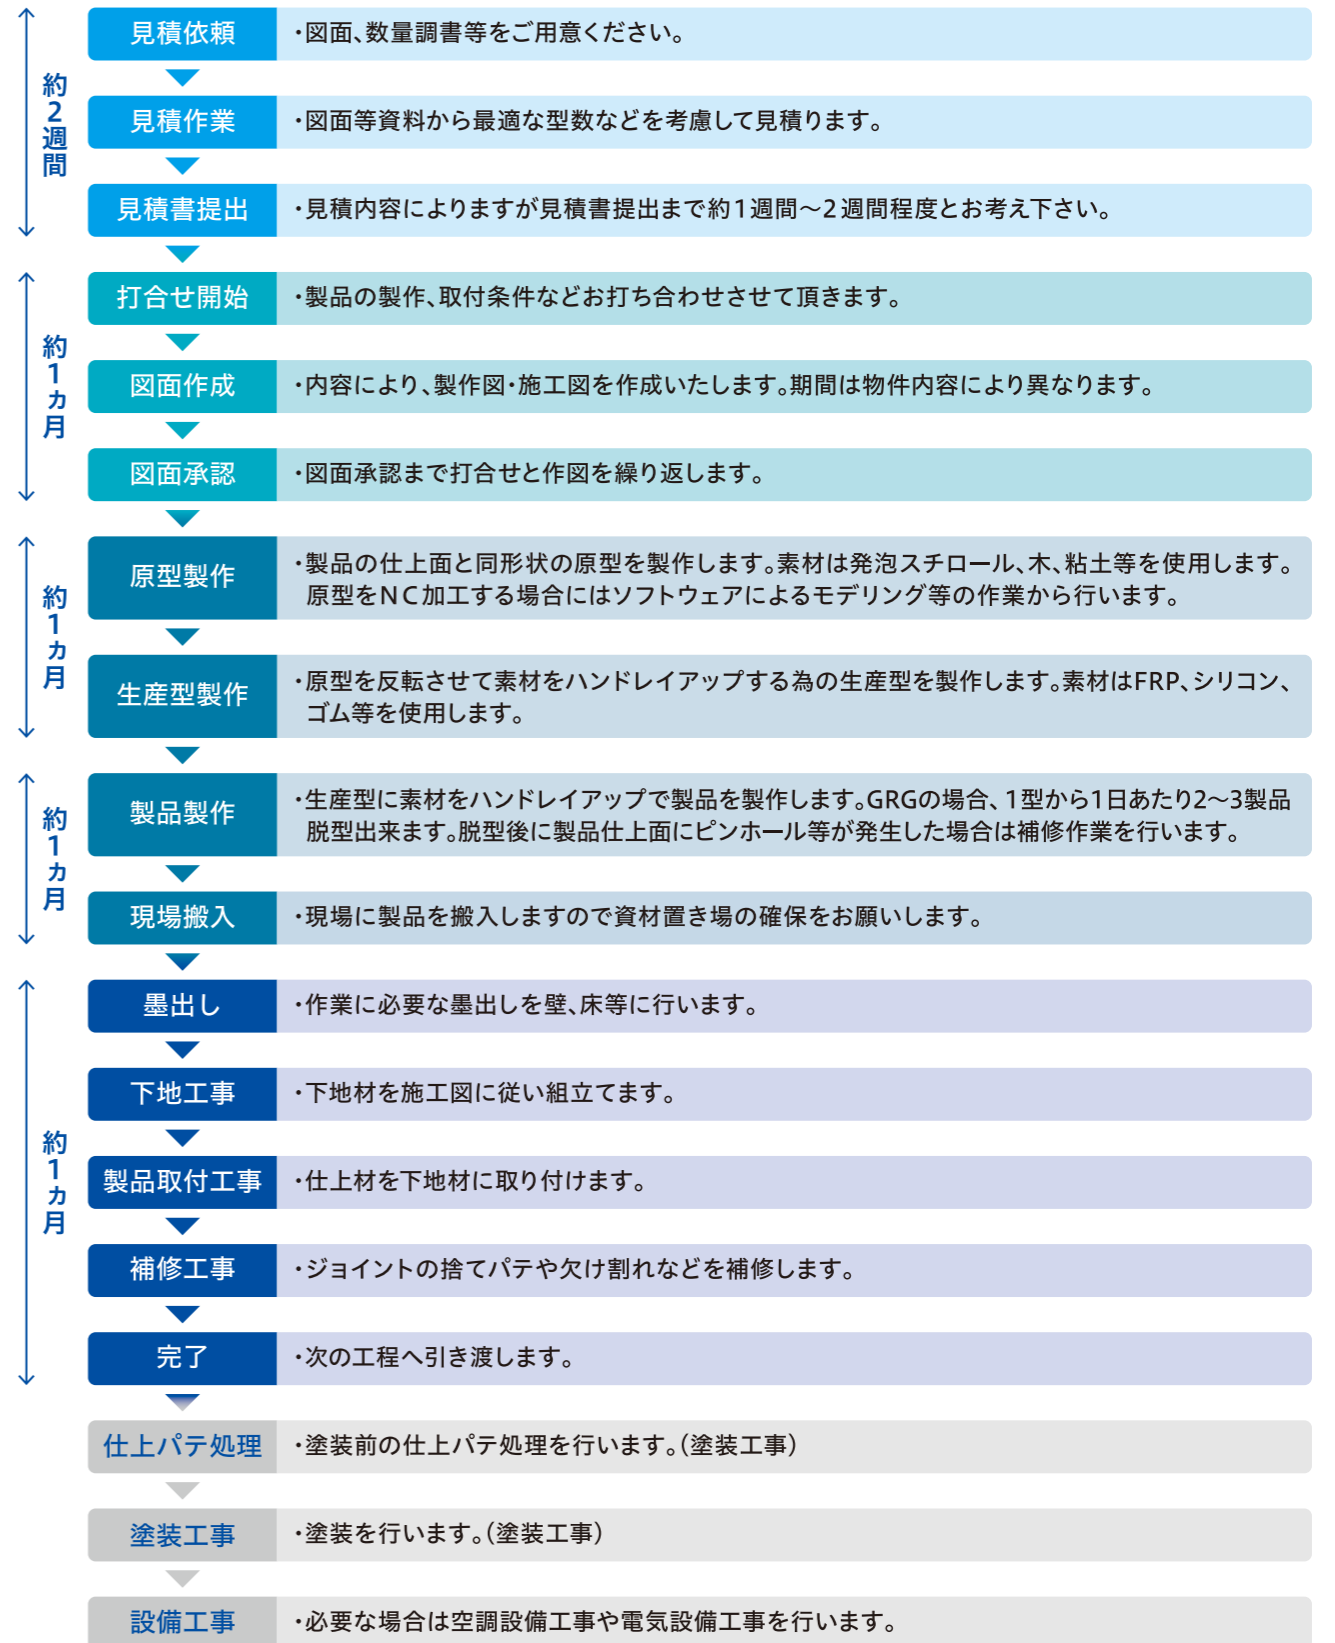 約2週間
見積依頼
・図面、数量調書等をご用意ください。
見積作業
・図面等資料から最適な型数などを考慮して見積ります。
見積書提出
・見積内容によりますが見積書提出まで約1週間～2週間程度とお考え下さい。
約1カ月
打合せ開始
・製品の製作、取付条件などお打ち合わせさせて頂きます。
図面作成
・内容により、製作図・施工図を作成いたします。期間は物件内容により異なります。
図面承認
・図面承認まで打合せと作図を繰り返します。
約1カ月
原型製作
・製品の仕上面と同形状の原型を製作します。素材は発泡スチロール、木、粘土等を使用します。
原型をNC加工する場合にはソフトウェアによるモデリング等の作業から行います。
生産型製作
・原型を反転させて素材をハンドレイアップする為の生産型を製作します。素材はFRP、シリコン、
ゴム等を使用します。
約1カ月
製品製作
・生産型に素材をハンドレイアップで製品を製作します。GRGの場合、1型から1日あたり2～3製品
脱型出来ます。脱型後に製品仕上面にピンホール等が発生した場合は補修作業を行います。
現場搬入
・現場に製品を搬入しますので資材置き場の確保をお願いします。
約1カ月
墨出し
・作業に必要な墨出しを壁、床等に行います。
下地工事
・下地材を施工図に従い組立てます。
製品取付工事
・仕上材を下地材に取り付けます。
補修工事
・ジョイントの捨てパテや欠け割れなどを補修します。
完了
・次の工程へ引き渡します。
仕上パテ処理
・塗装前の仕上パテ処理を行います。(塗装工事)
塗装工事
・塗装を行います。(塗装工事)
設備工事
・必要な場合は空調設備工事や電気設備工事を行います。